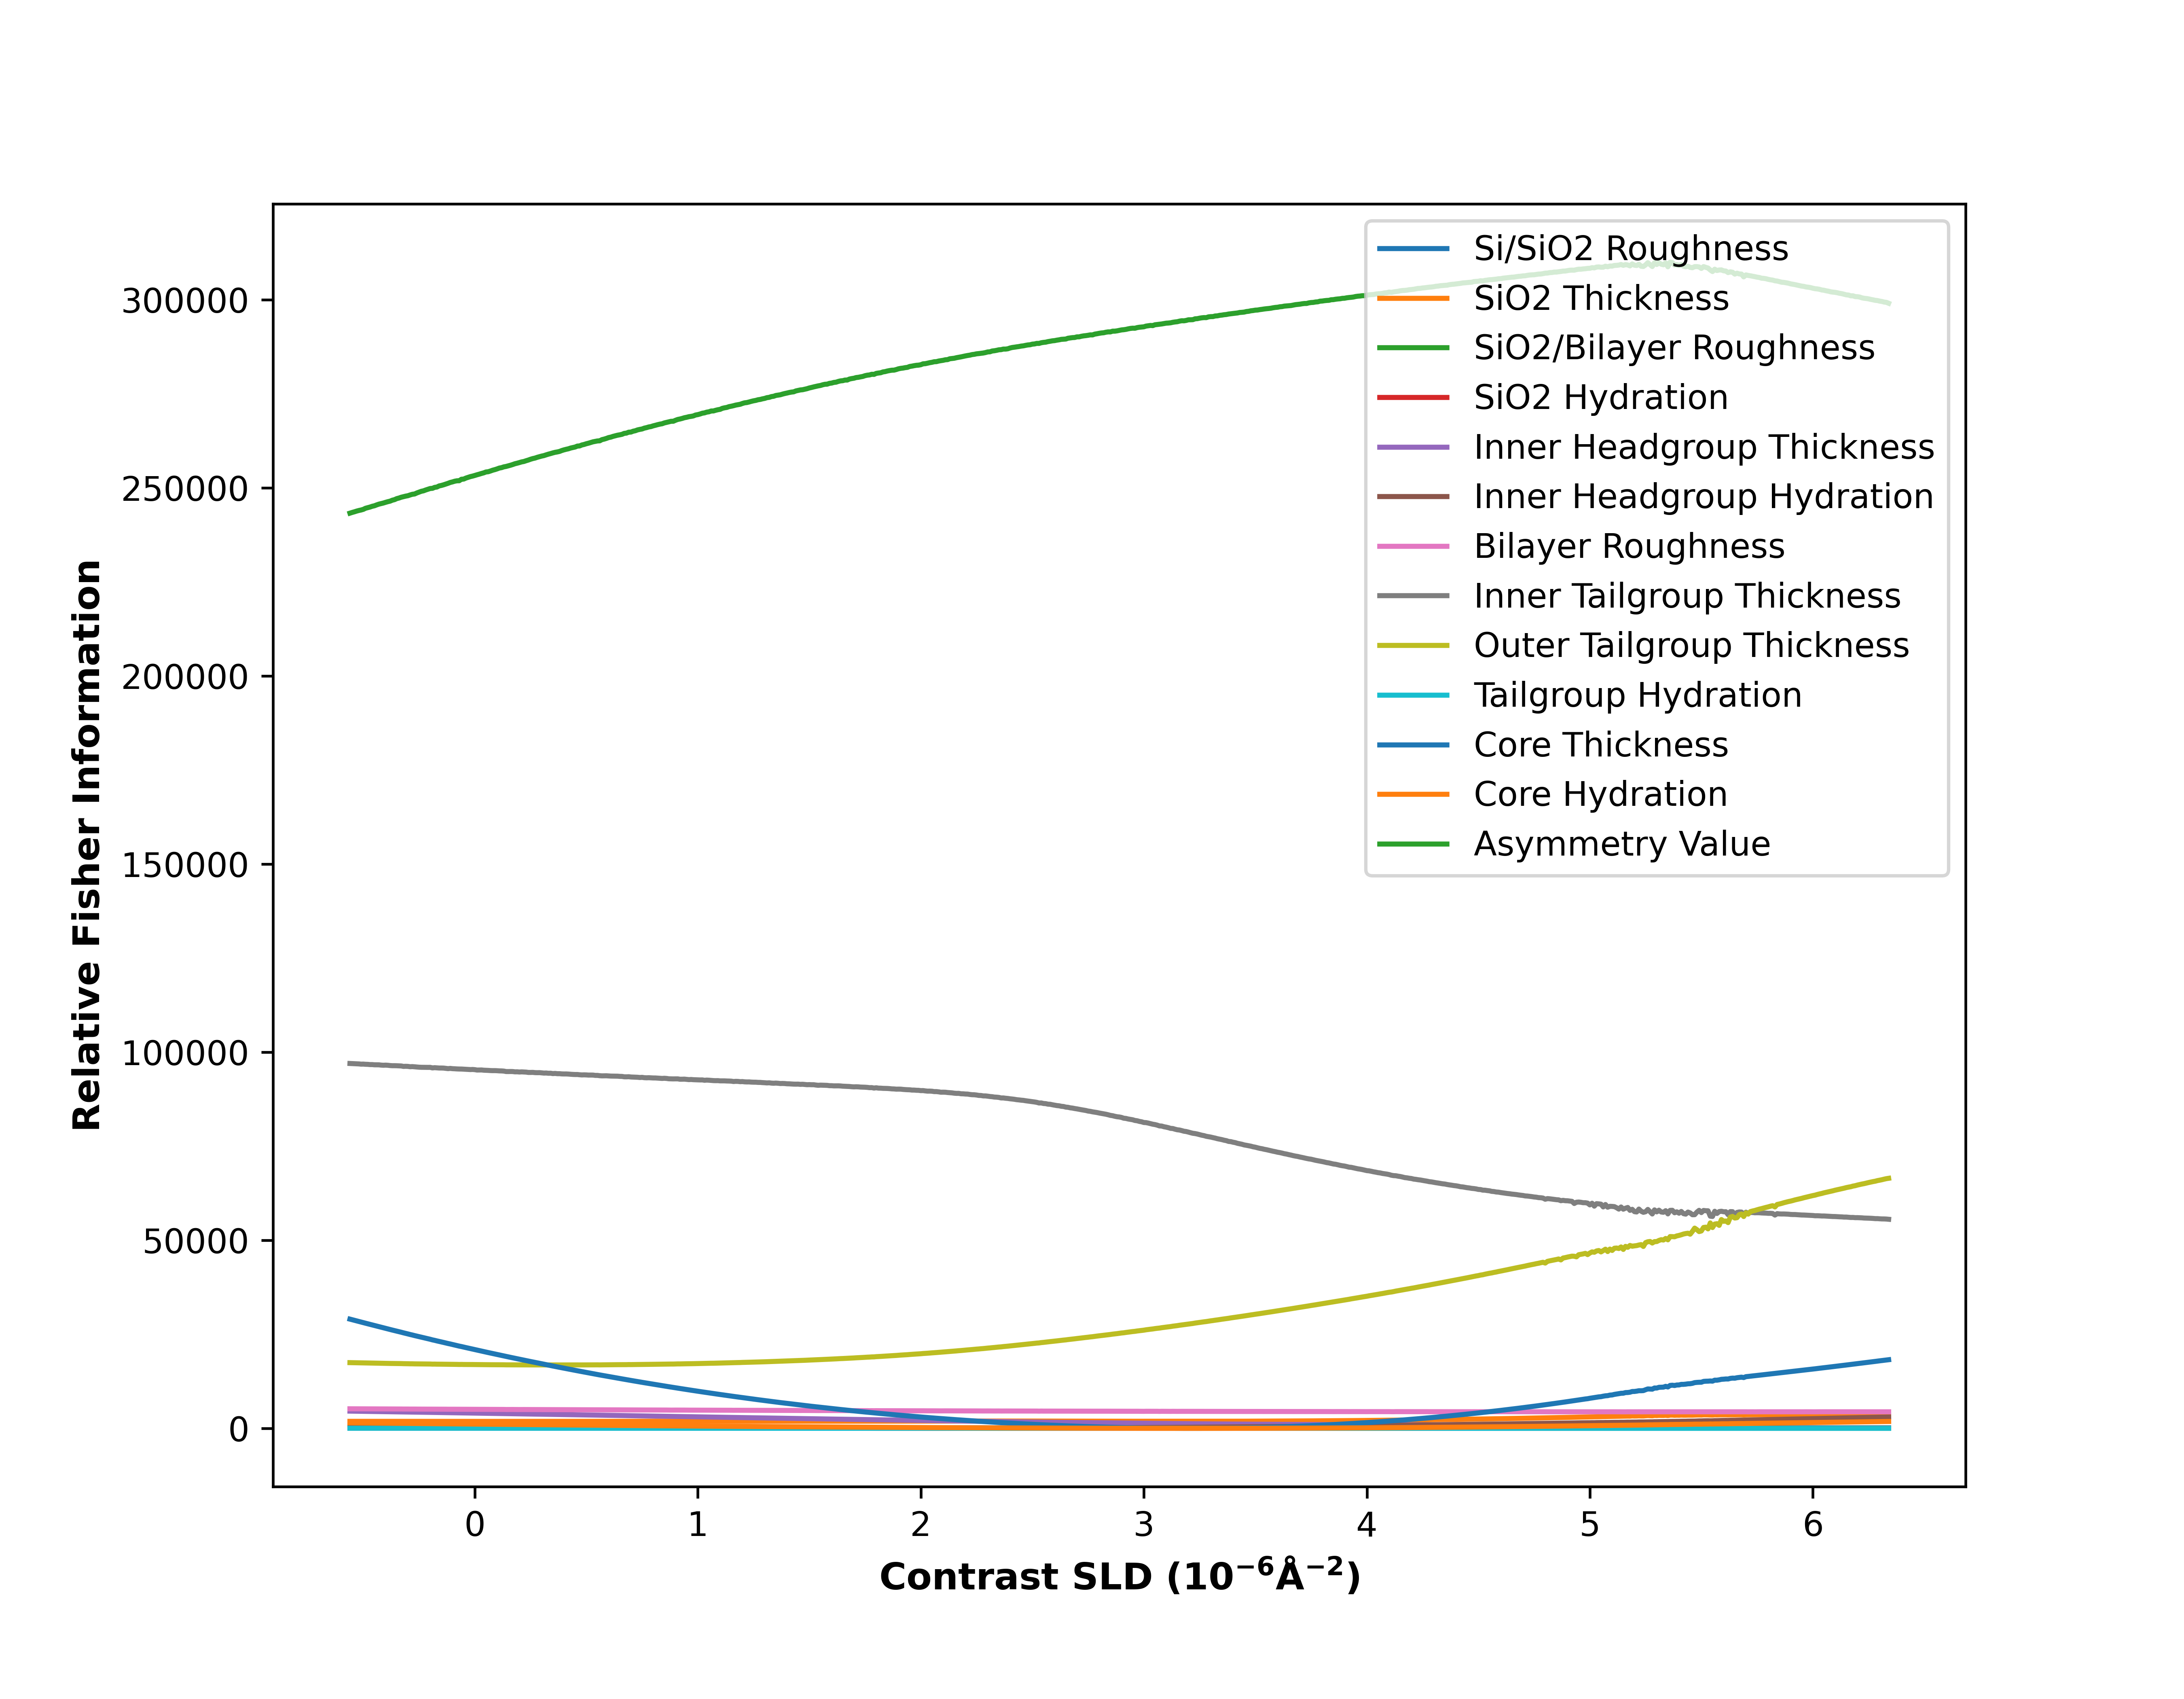 Si/SiO2 Roughness
SiO2 Thickness
SiO2/Bilayer Roughness
SiO2 Hydration
Inner Headgroup Thickness
Inner Headgroup Hydration
Bilayer Roughness
Inner Tailgroup Thickness
Outer Tailgroup Thickness
Tailgroup Hydration
Core Thickness
Core Hydration
Asymmetry Value
300000
250000
200000
150000
100000
50000
0
Relative Fisher Information
0 1 2 3 4 5 6
Contrast SLD (10⁻⁶Å⁻²)